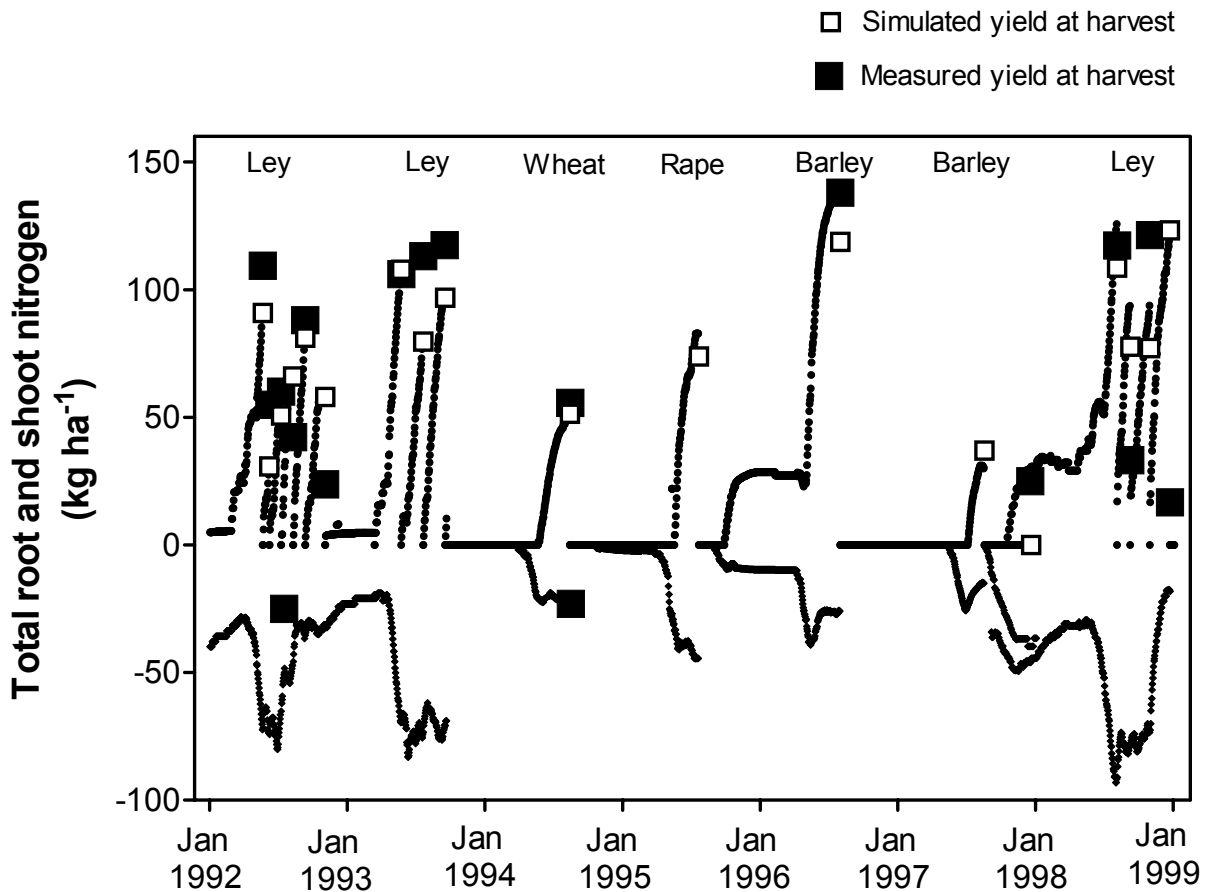 Simulated yield at harvest
Measured yield at harvest
Total root and shoot nitrogen
(kg ha⁻¹)
150
100
50
0
-50
-100
Ley Ley Wheat Rape Barley Barley Ley
Jan Jan Jan Jan Jan Jan Jan Jan
1992 1993 1994 1995 1996 1997 1998 1999